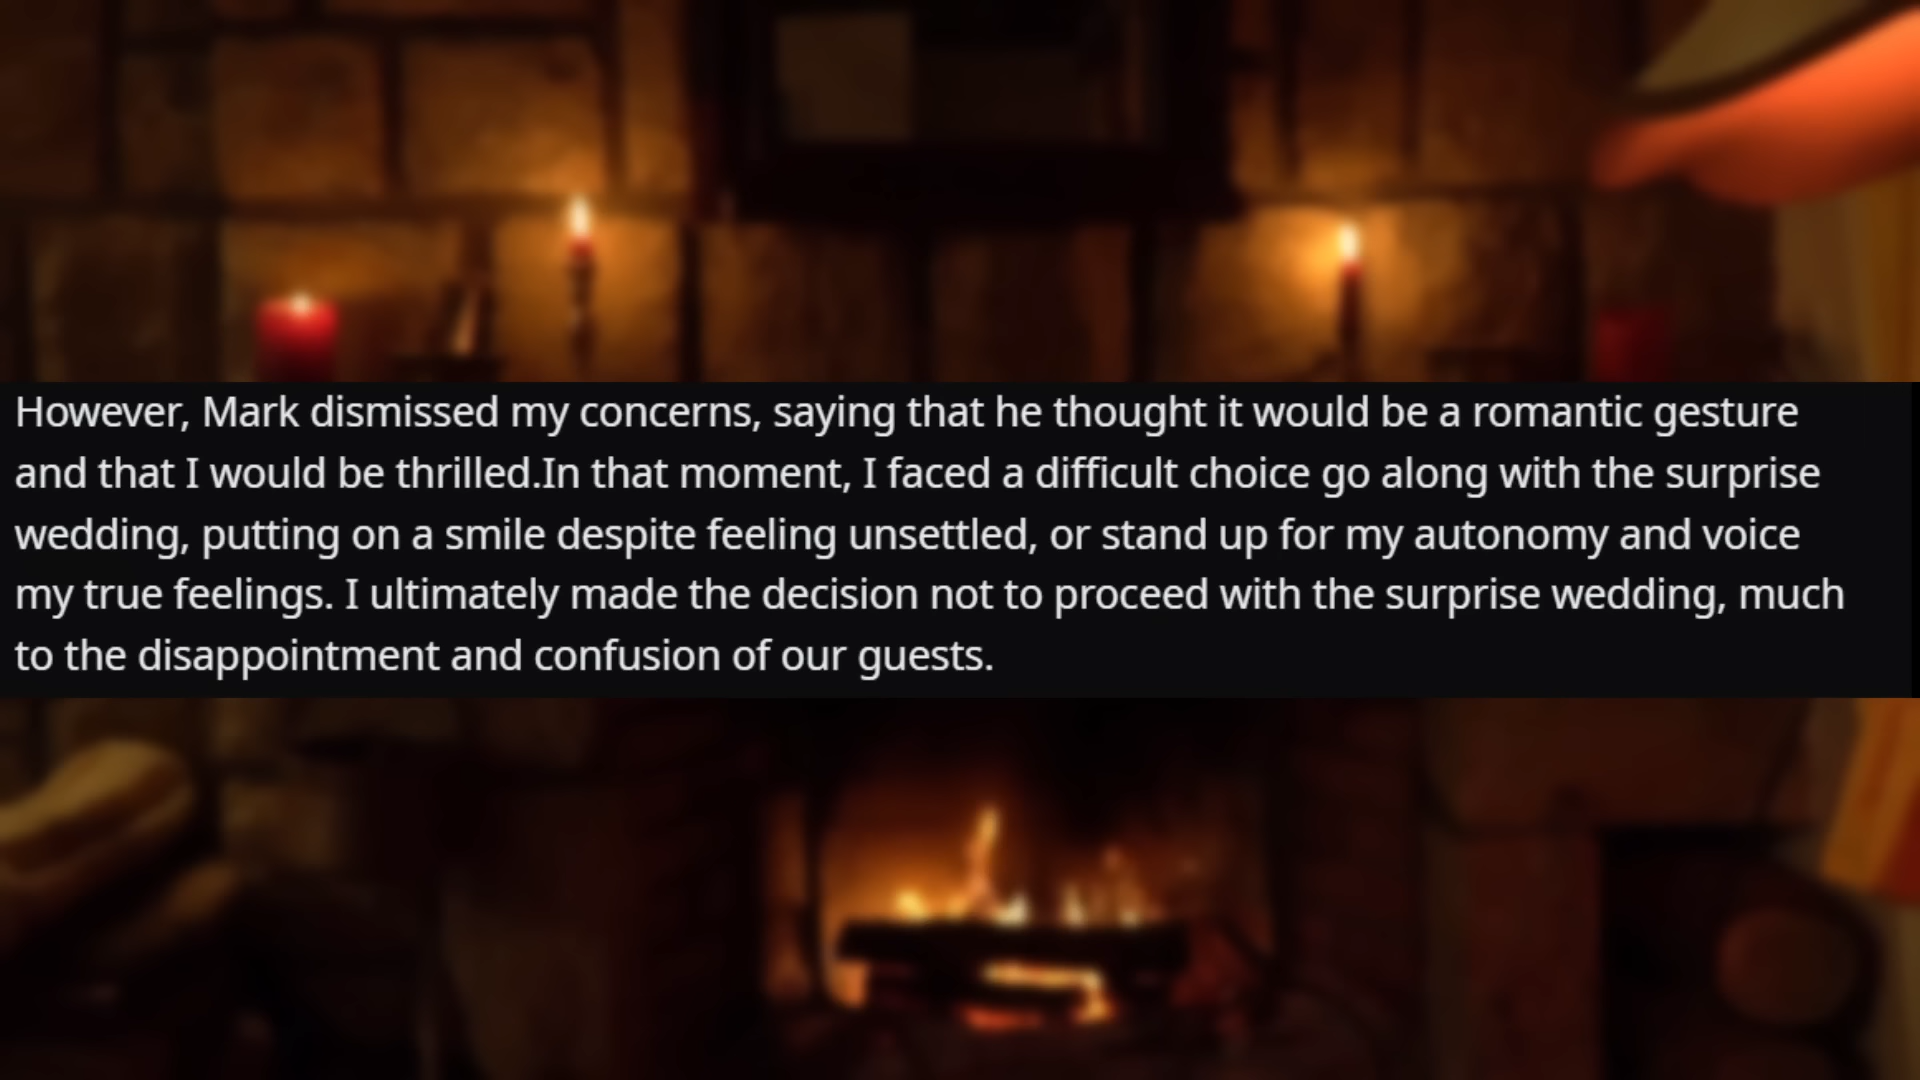 However, Mark dismissed my concerns, saying that he thought it would be a romantic gesture
and that I would be thrilled.In that moment, I faced a difficult choice go along with the surprise
wedding, putting on a smile despite feeling unsettled, or stand up for my autonomy and voice
my true feelings. I ultimately made the decision not to proceed with the surprise wedding, much
to the disappointment and confusion of our guests.